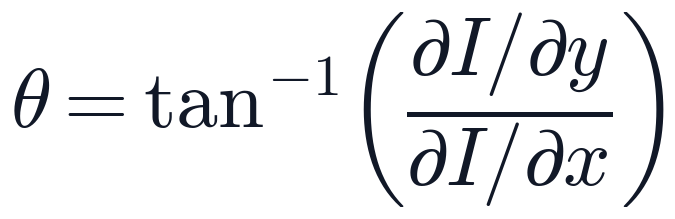 θ = tan⁻¹ ( ∂I/∂y / ∂I/∂x )